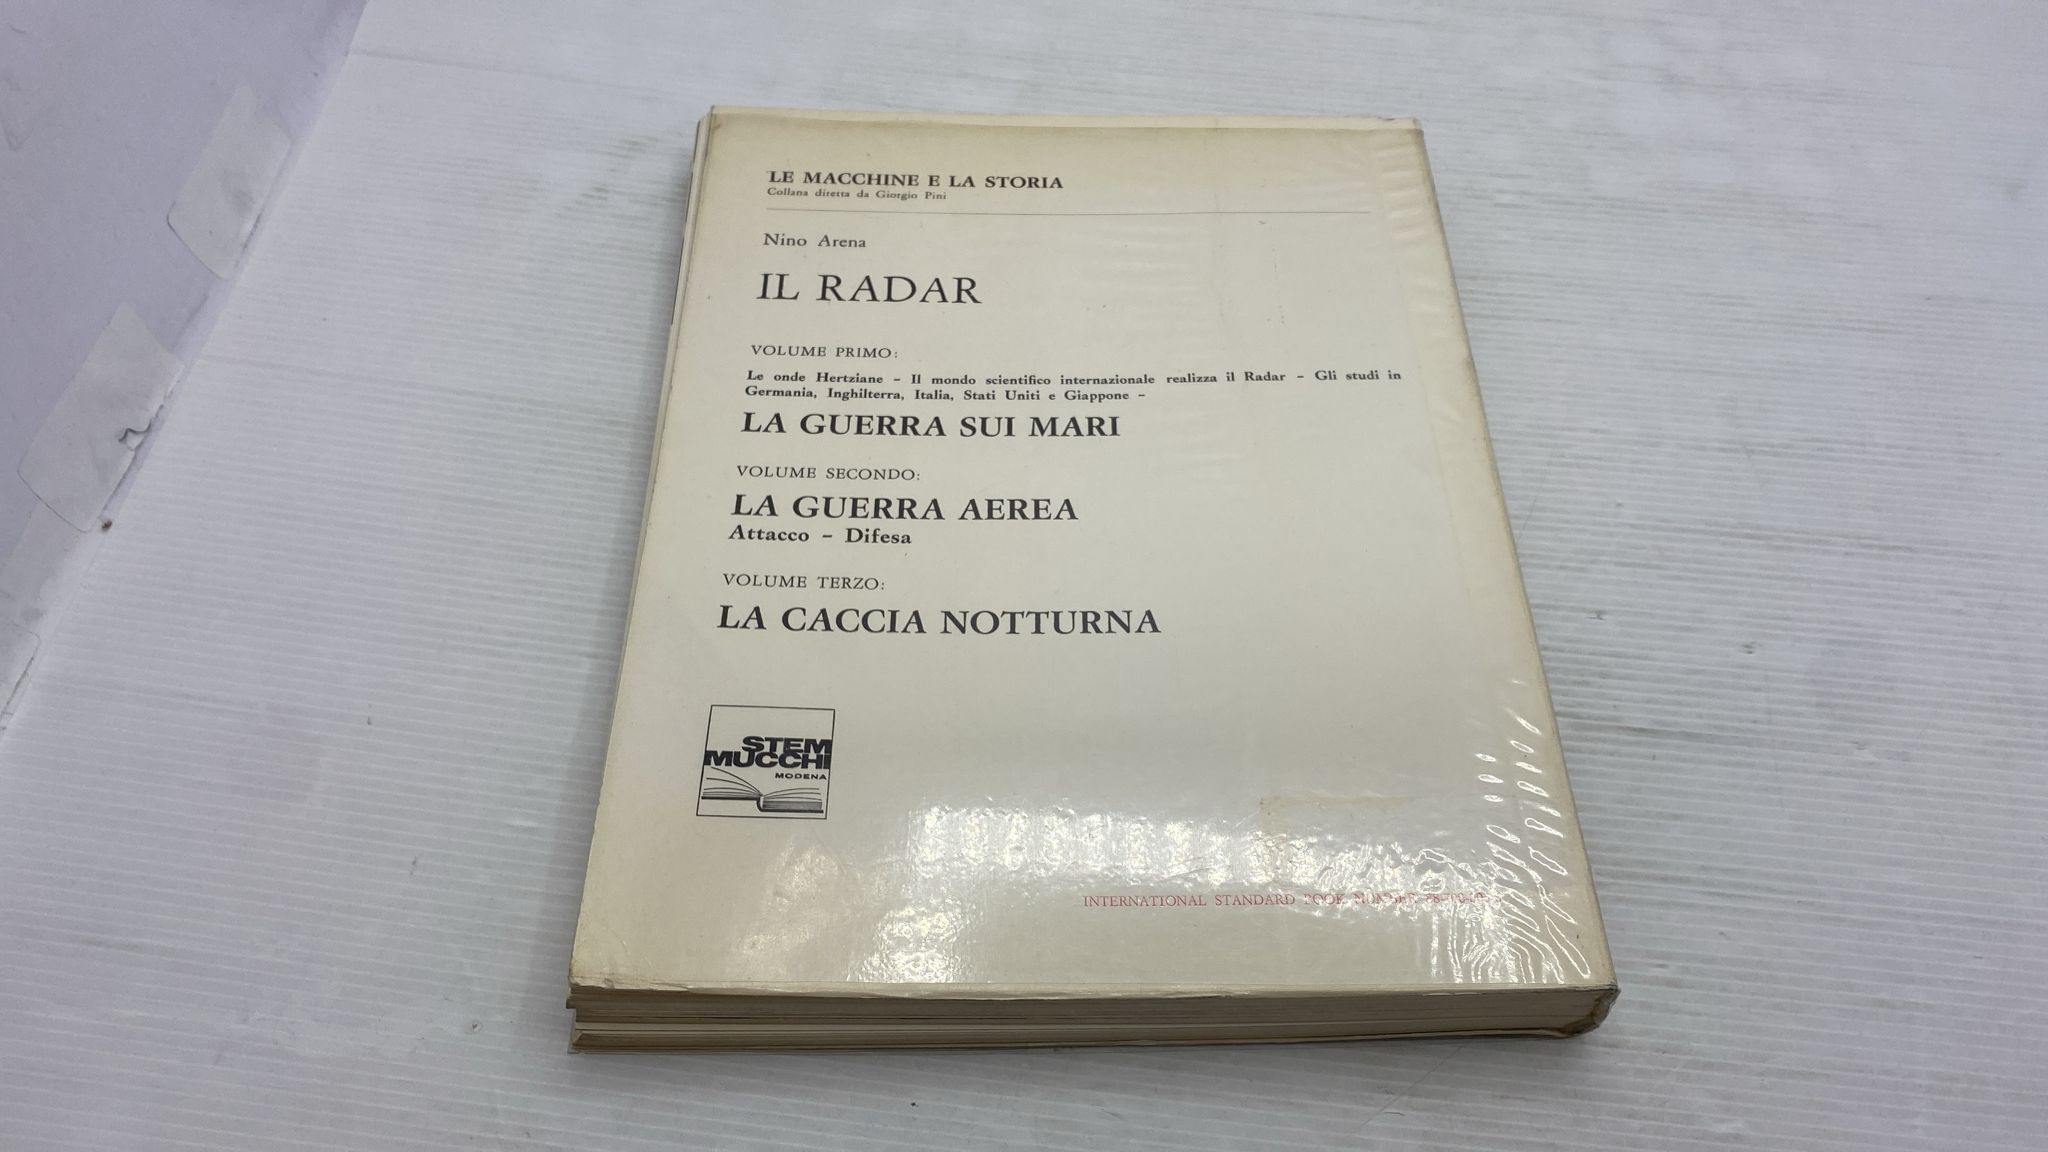 LE MACCHINE E LA STORIA
Collana diretta da Giorgio Pini
Nino Arena
IL RADAR
VOLUME PRIMO:
Le onde Hertziane – Il mondo scientifico internazionale realizza il Radar – Gli studi in
Germania, Inghilterra, Italia, Stati Uniti e Giappone –
LA GUERRA SUI MARI
VOLUME SECONDO:
LA GUERRA AEREA
Attacco – Difesa
VOLUME TERZO:
LA CACCIA NOTTURNA
STEM
MUCCHI
MODENA
INTERNATIONAL STANDARD BOOK NUMBER